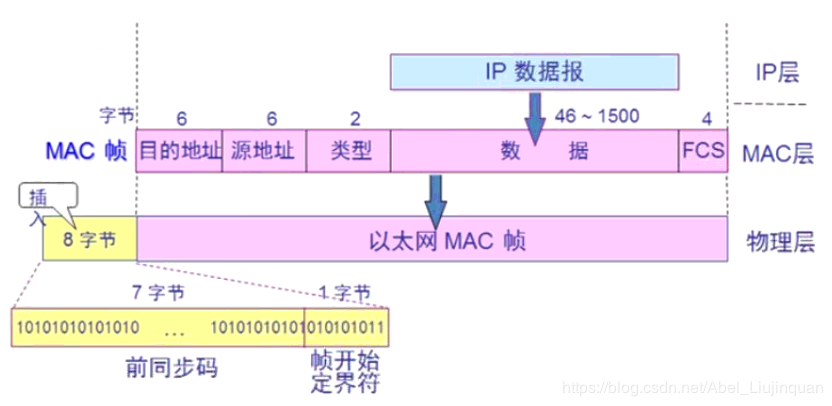 IP 数据报
IP层
字节
6
6
2
46 ~ 1500
4
MAC 帧
目的地址
源地址
类型
数 据
FCS
MAC层
插
入
8 字节
以太网 MAC 帧
物理层
7 字节
1 字节
10101010101010 ... 10101010101010101011
前同步码
帧开始
定界符
https://blog.csdn.net/Abel_Liujinquan